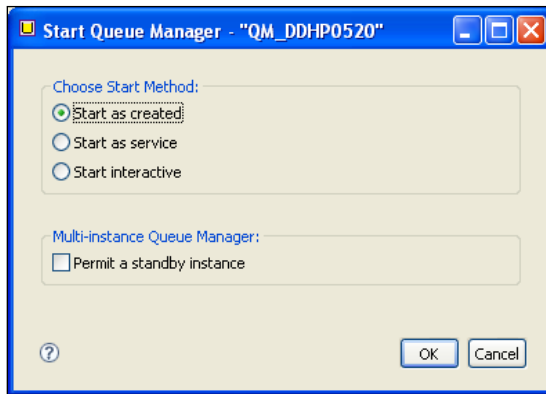 Start Queue Manager - "QM_DDHP0520"
Choose Start Method:
Start as created
Start as service
Start interactive
Multi-instance Queue Manager:
Permit a standby instance
?
OK
Cancel